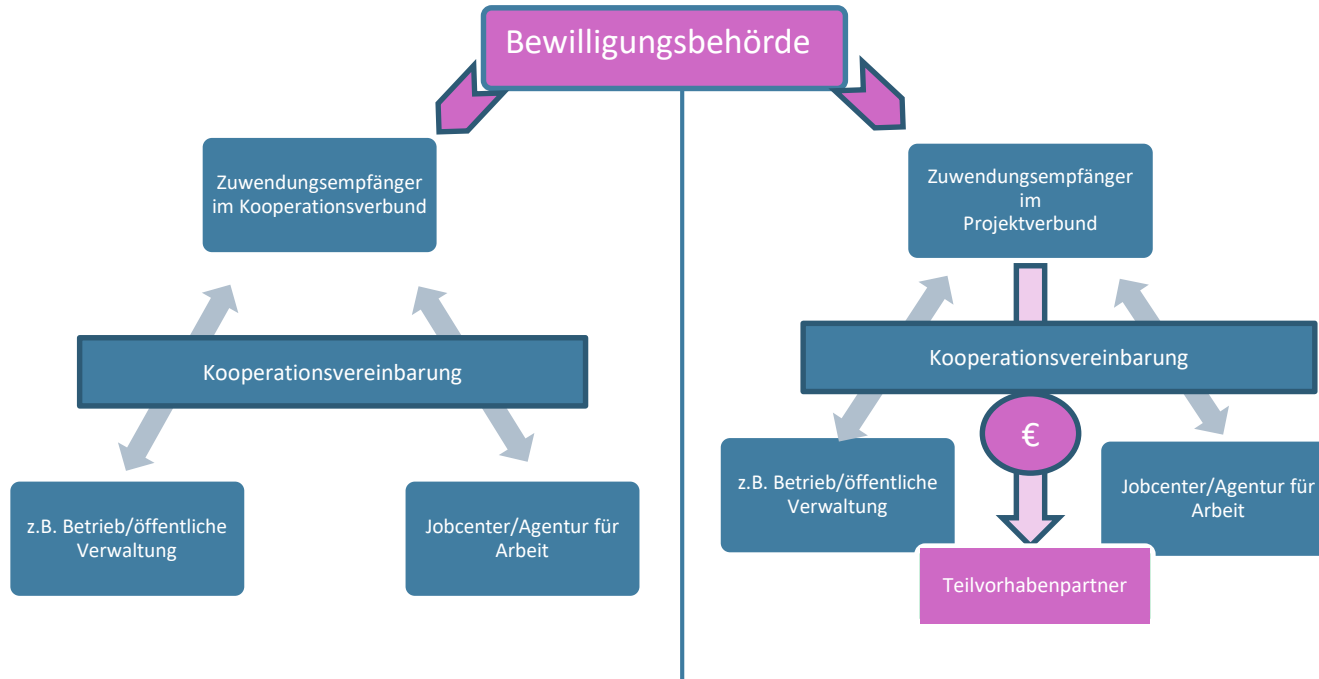 Bewilligungsbehörde
Zuwendungsempfänger
im Kooperationsverbund
Kooperationsvereinbarung
z.B. Betrieb/öffentliche
Verwaltung
Jobcenter/Agentur für
Arbeit
Zuwendungsempfänger
im
Projektverbund
Kooperationsvereinbarung
€
z.B. Betrieb/öffentliche
Verwaltung
Jobcenter/Agentur für
Arbeit
Teilvorhabenpartner